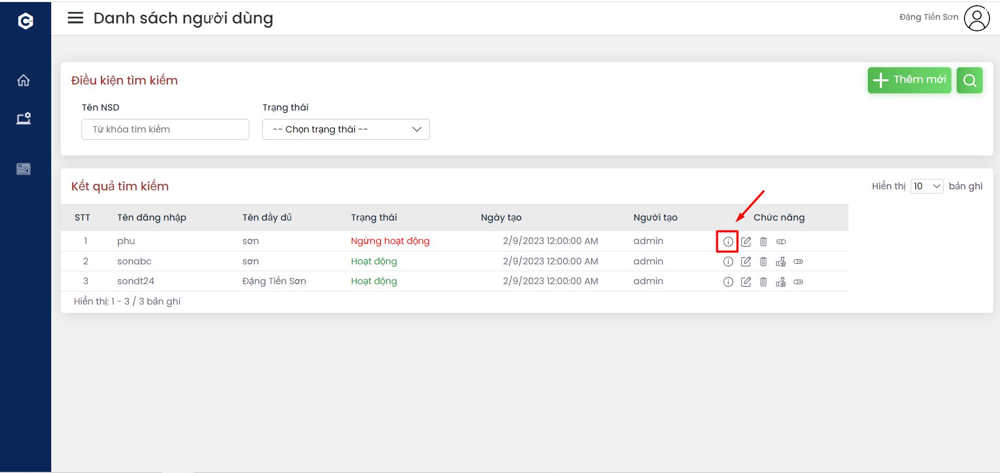 Danh sách người dùng
Đặng Tiến Sơn
Điều kiện tìm kiếm
Thêm mới
Tên NSD
Trạng thái
Từ khóa tìm kiếm
-- Chọn trạng thái --
Kết quả tìm kiếm
Hiển thị 10 bản ghi
STT Tên đăng nhập Tên đầy đủ Trạng thái Ngày tạo Người tạo Chức năng
1 phu sơn Ngừng hoạt động 2/9/2023 12:00:00 AM admin
2 sonabc sơn Hoạt động 2/9/2023 12:00:00 AM admin
3 sondt24 Đặng Tiến Sơn Hoạt động 2/9/2023 12:00:00 AM admin
Hiển thị: 1 - 3 / 3 bản ghi